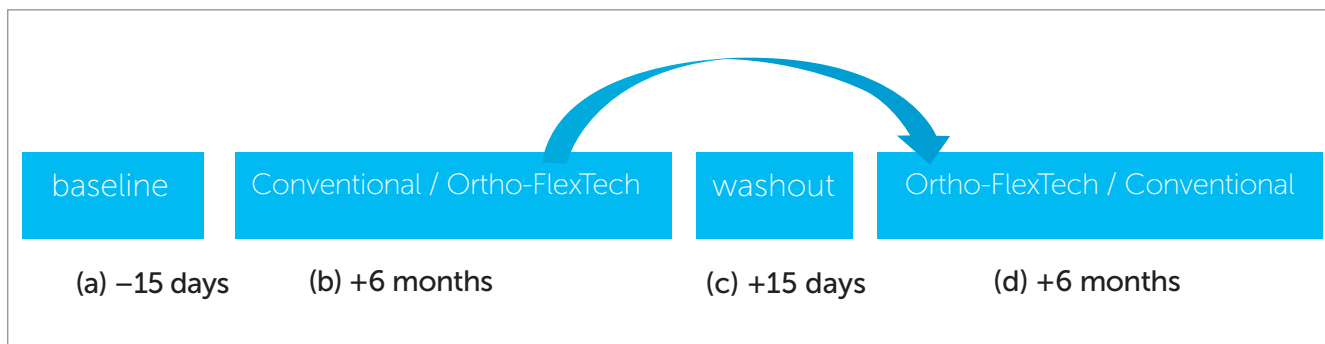 baseline
Conventional / Ortho-FlexTech
washout
Ortho-FlexTech / Conventional
(a) –15 days
(b) +6 months
(c) +15 days
(d) +6 months